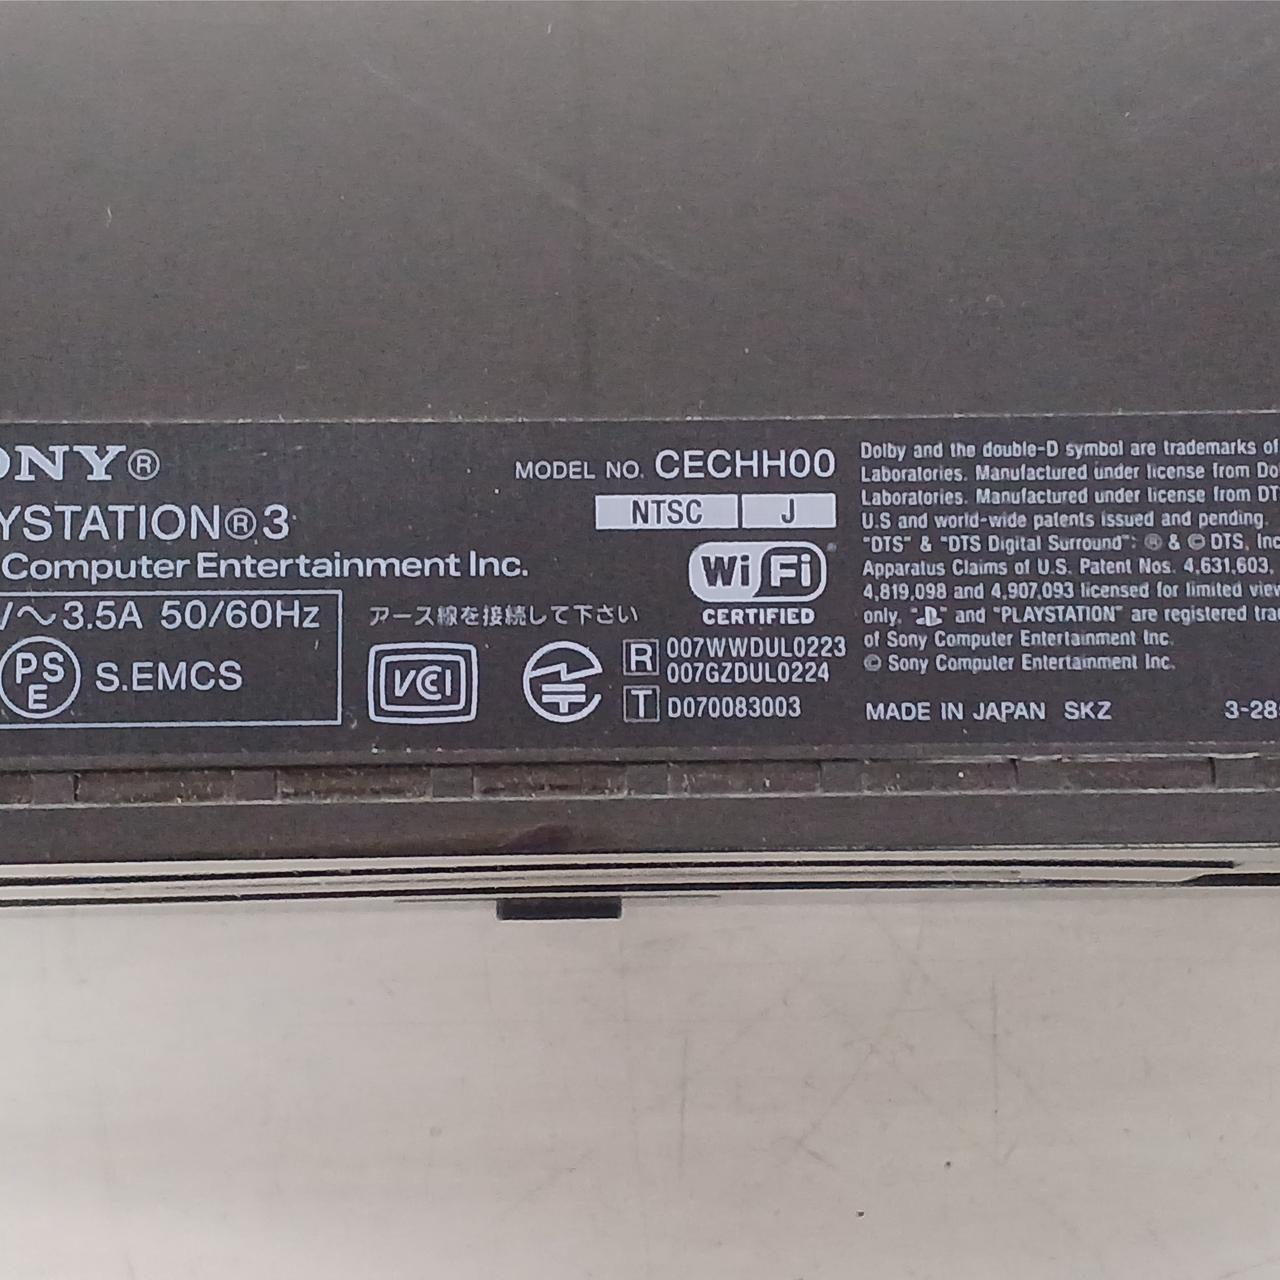 ONY®
YSTATION®3
Computer Entertainment Inc.
V～3.5A 50/60Hz
PS
E
S.EMCS
MODEL NO. CECHH00
NTSC J
Wi Fi
CERTIFIED
アース線を接続して下さい
VCI
R 007WWDUL0223
007GZDUL0224
T D070083003
Dolby and the double-D symbol are trademarks of
Laboratories. Manufactured under license from Do
Laboratories. Manufactured under license from DT
U.S and world-wide patents issued and pending.
"DTS" & "DTS Digital Surround": ® & © DTS, Inc
Apparatus Claims of U.S. Patent Nos. 4,631,603,
4,819,098 and 4,907,093 licensed for limited view
only, "PS" and "PLAYSTATION" are registered tra
of Sony Computer Entertainment Inc.
© Sony Computer Entertainment Inc.
MADE IN JAPAN SKZ
3-28